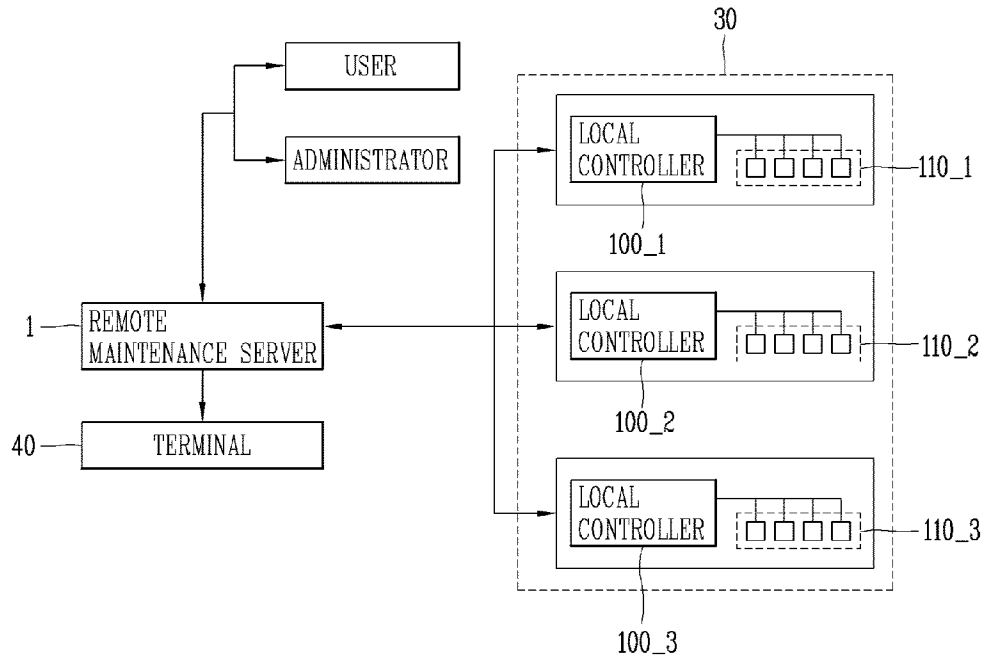 30
USER
ADMINISTRATOR
LOCAL
CONTROLLER
110_1
100_1
1
REMOTE
MAINTENANCE SERVER
LOCAL
CONTROLLER
110_2
100_2
40
TERMINAL
LOCAL
CONTROLLER
110_3
100_3